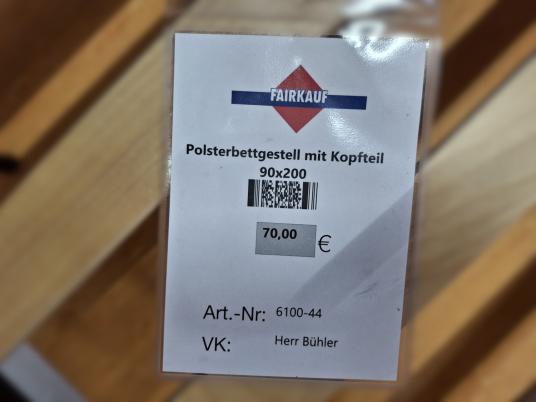 FAIRKAUF
Polsterbettgestell mit Kopfteil
90x200
70,00 €
Art.-Nr: 6100-44
VK: Herr Bühler